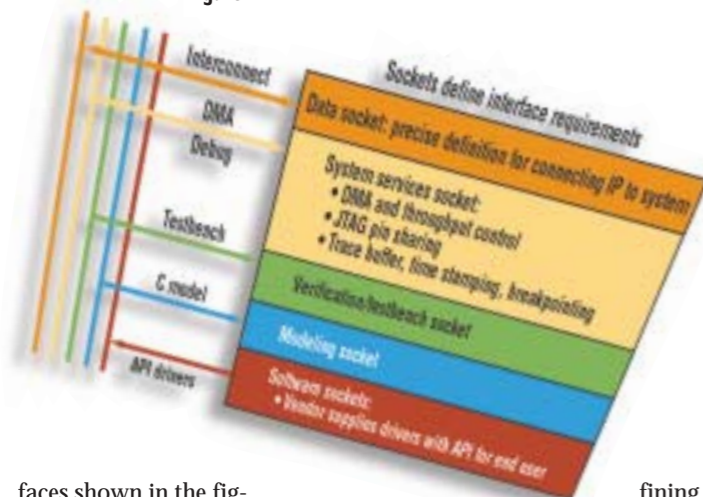 Interconnect
DMA
Debug
Testbench
C model
API drivers
Sockets define interface requirements
Data socket: precise definition for connecting IP to system
System services socket:
• DMA and throughput control
• JTAG pin sharing
• Trace buffer, time stamping, breakpointing
Verification/testbench socket
Modeling socket
Software sockets:
• Vendor supplies drivers with API for end user
faces shown in the fig-
fining